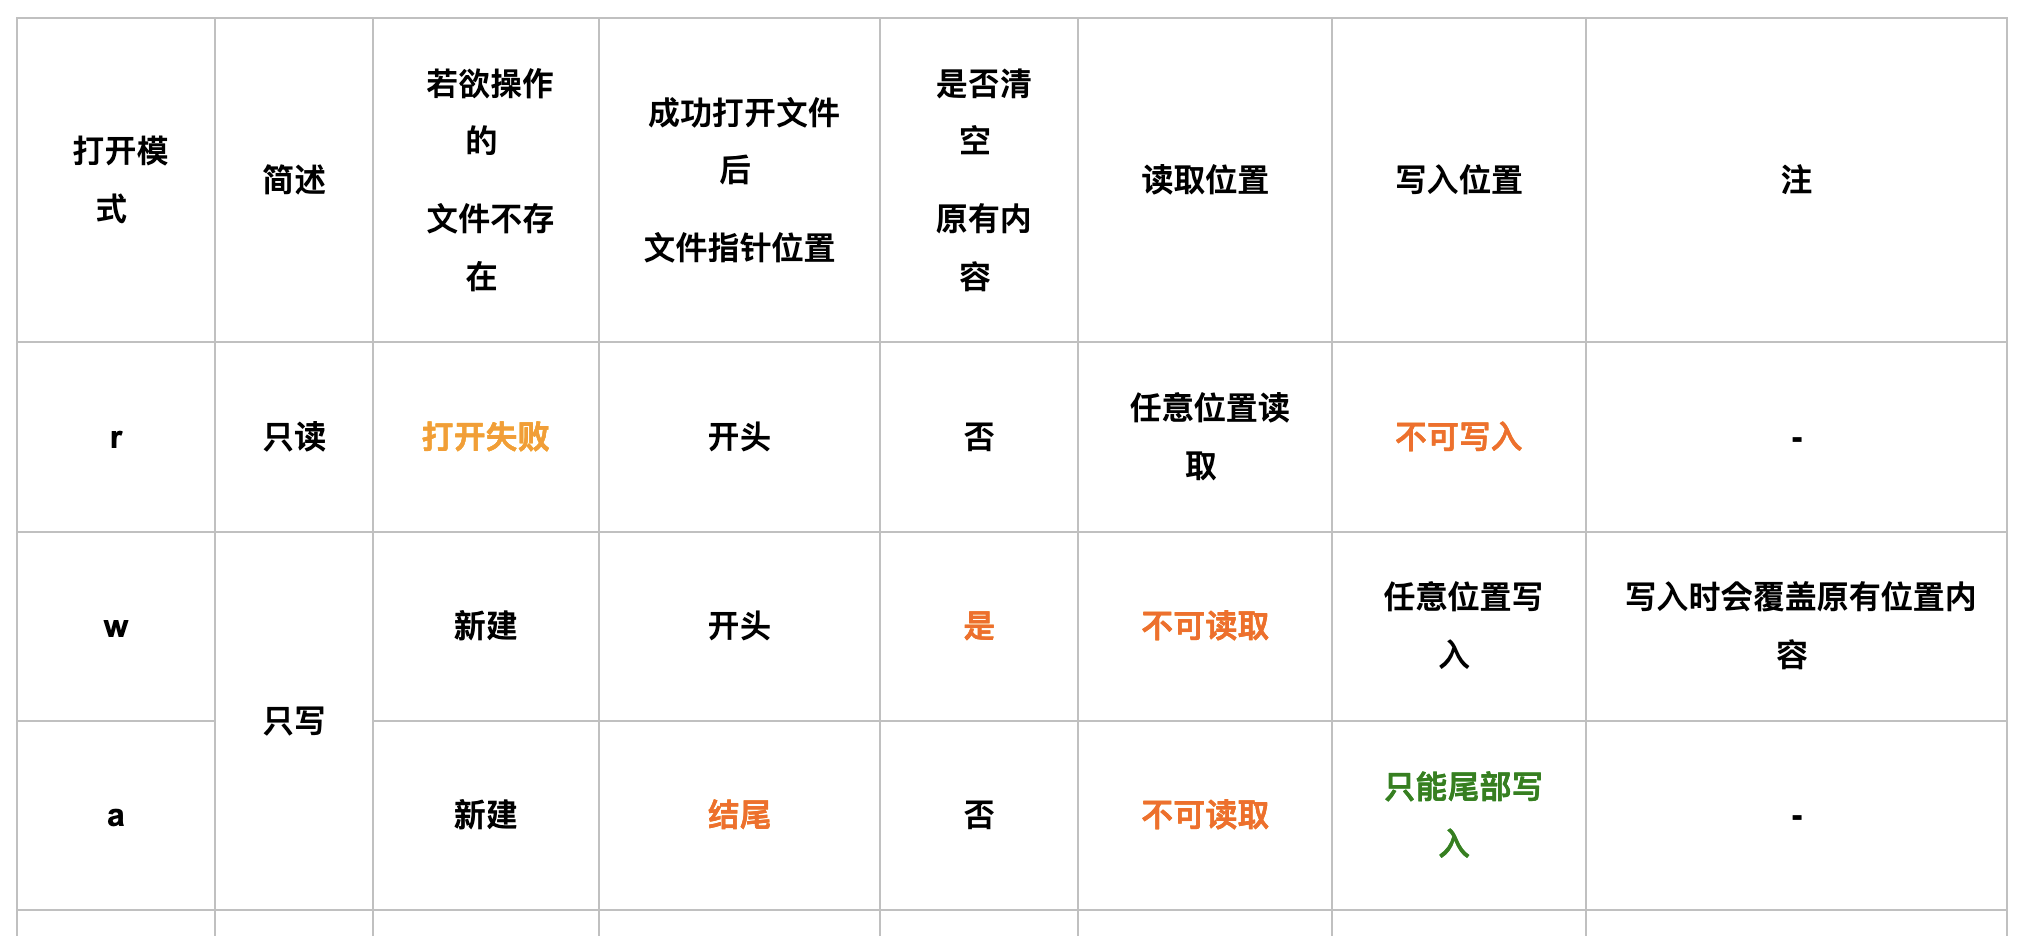 打开模
式
简述
若欲操作
的
文件不存
在
成功打开文件
后
文件指针位置
是否清
空
原有内
容
读取位置
写入位置
注
r
只读
打开失败
开头
否
任意位置读
取
不可写入
-
w
只写
新建
开头
是
不可读取
任意位置写
入
写入时会覆盖原有位置内
容
a
新建
结尾
否
不可读取
只能尾部写
入
-